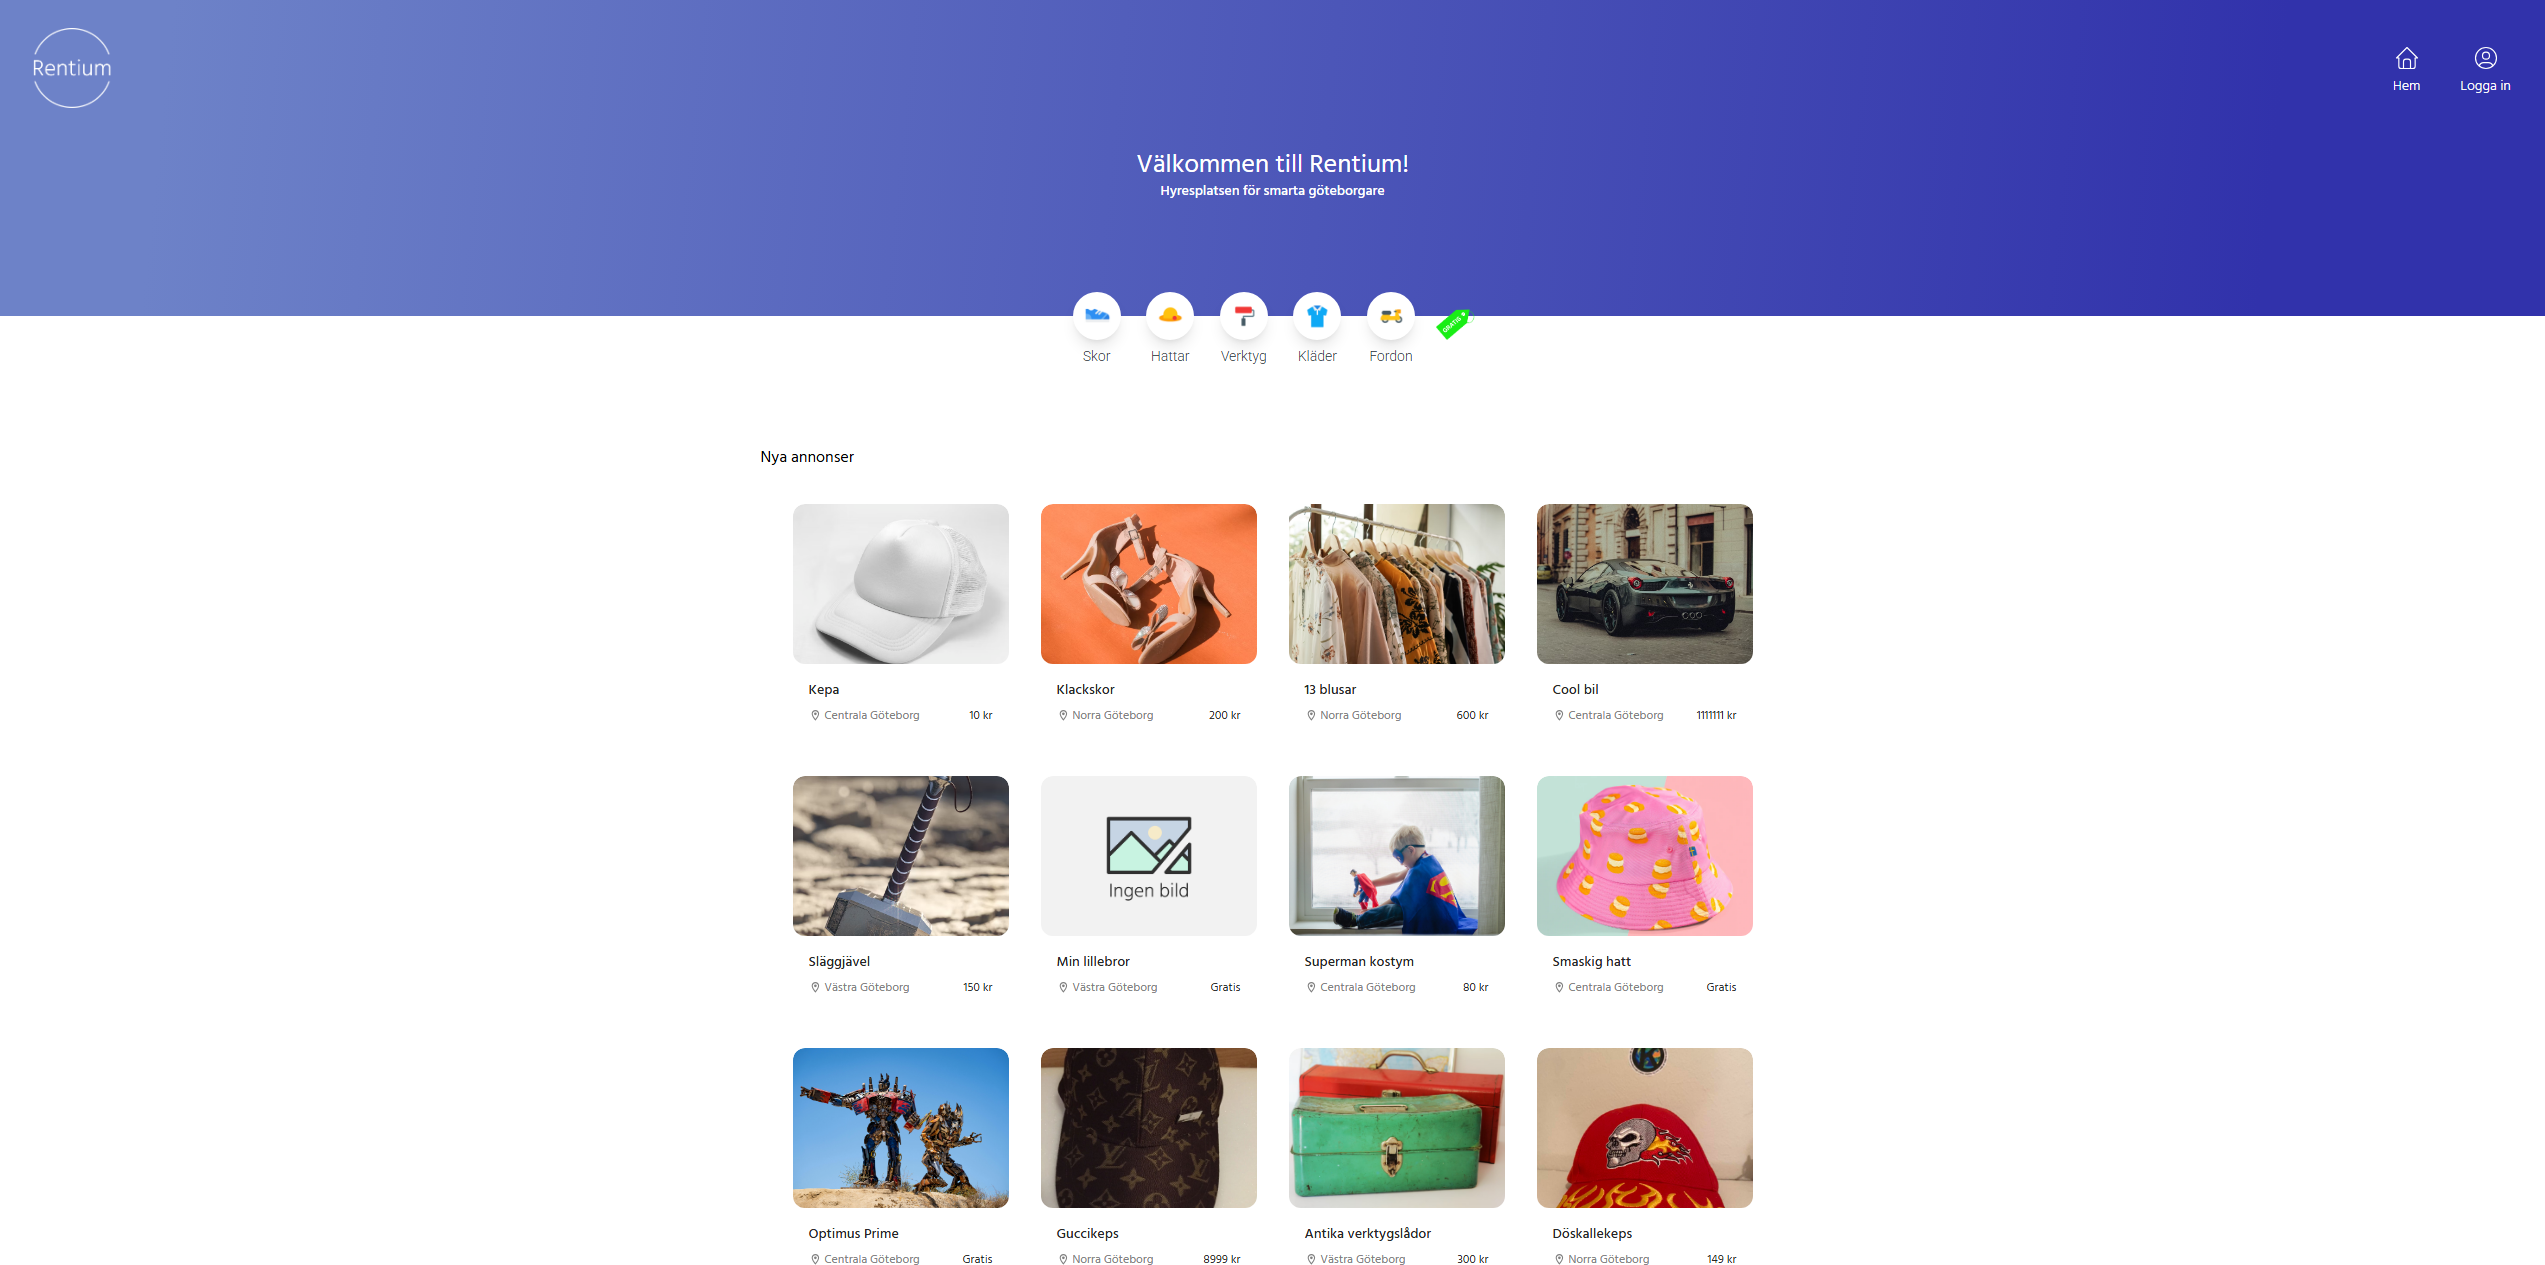 Rentium
Hem
Logga in
Välkommen till Rentium!
Hyresplatsen för smarta göteborgare
GRATIS
Skor
Hattar
Verktyg
Kläder
Fordon
Nya annonser
Kepa
Centrala Göteborg
10 kr
Klackskor
Norra Göteborg
200 kr
13 blusar
Norra Göteborg
600 kr
Cool bil
Centrala Göteborg
1111111 kr
Släggjävel
Västra Göteborg
150 kr
Ingen bild
Min lillebror
Västra Göteborg
Gratis
Superman kostym
Centrala Göteborg
80 kr
Smaskig hatt
Centrala Göteborg
Gratis
Optimus Prime
Centrala Göteborg
Gratis
Guccikeps
Norra Göteborg
8999 kr
Antika verktygslådor
Västra Göteborg
300 kr
Döskallekeps
Norra Göteborg
149 kr